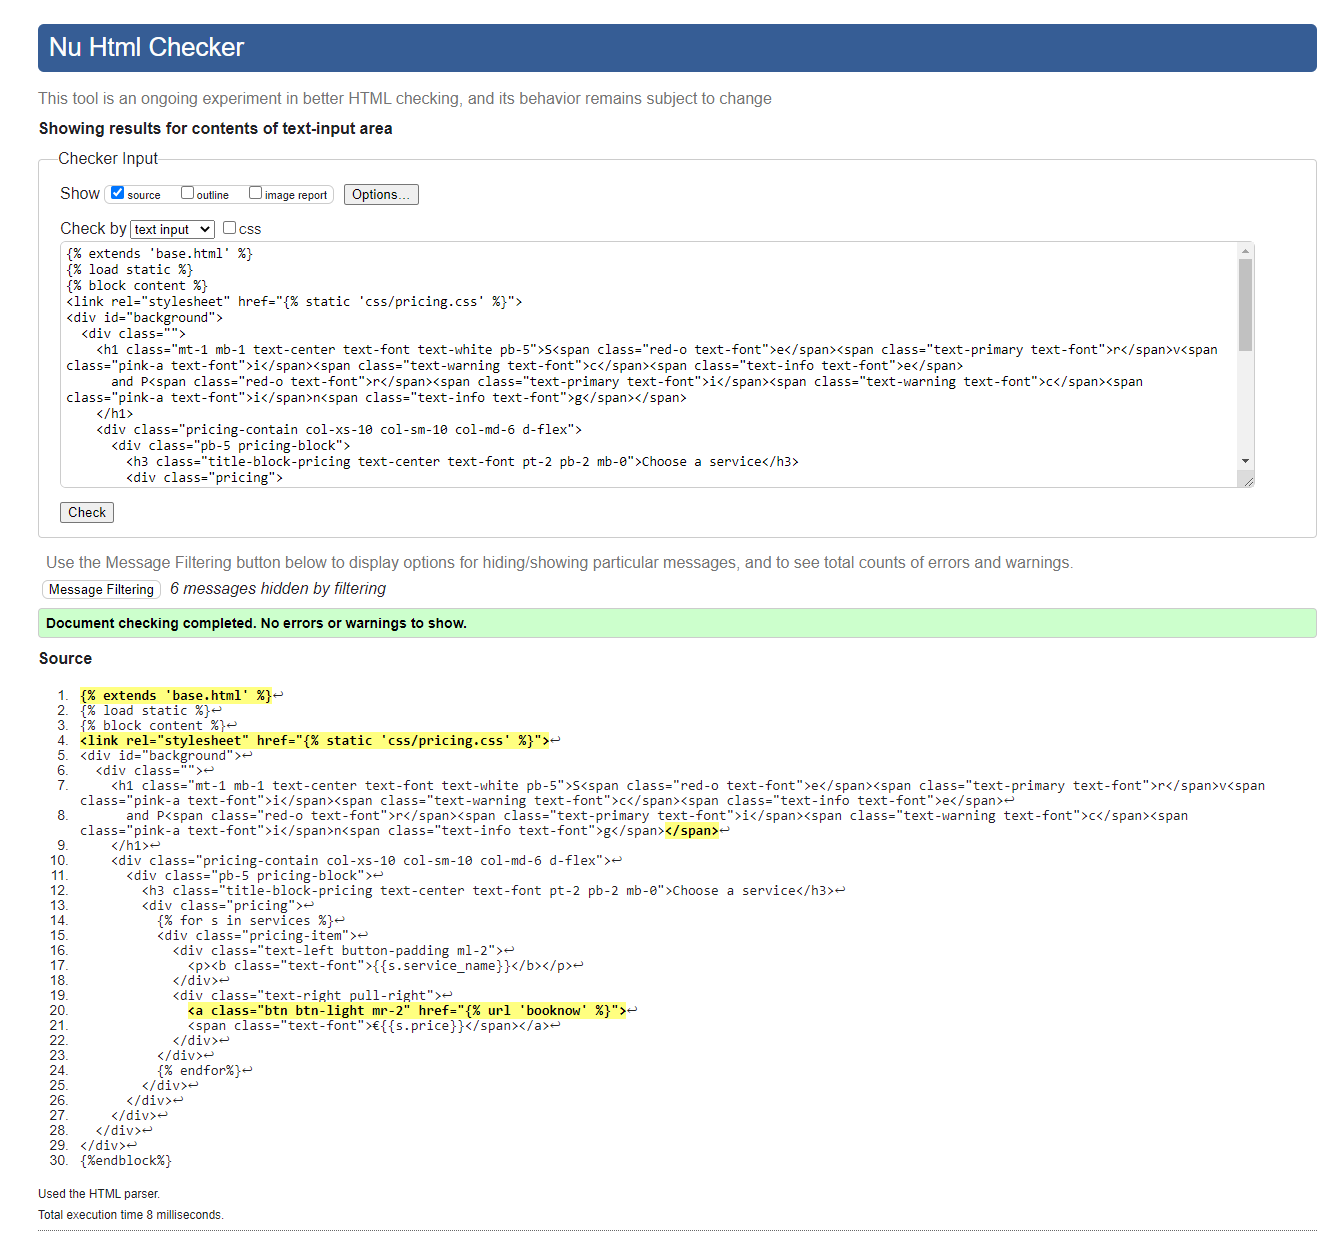 Nu Html Checker
This tool is an ongoing experiment in better HTML checking, and its behavior remains subject to change
Showing results for contents of text-input area
Checker Input
Show source outline image report Options...
Check by text input css
{% extends 'base.html' %}
{% load static %}
{% block content %}
<link rel="stylesheet" href="{% static 'css/pricing.css' %}">
<div id="background">
  <div class="">
    <h1 class="mt-1 mb-1 text-center text-font text-white pb-5">S<span class="red-o text-font">e</span><span class="text-primary text-font">r</span>v<span
class="pink-a text-font">i</span><span class="text-warning text-font">c</span><span class="text-info text-font">e</span>
      and P<span class="red-o text-font">r</span><span class="text-primary text-font">i</span><span class="text-warning text-font">c</span><span
class="pink-a text-font">i</span>n<span class="text-info text-font">g</span></span>
    </h1>
    <div class="pricing-contain col-xs-10 col-sm-10 col-md-6 d-flex">
      <div class="pb-5 pricing-block">
        <h3 class="title-block-pricing text-center text-font pt-2 pb-2 mb-0">Choose a service</h3>
        <div class="pricing">
Check
Use the Message Filtering button below to display options for hiding/showing particular messages, and to see total counts of errors and warnings.
Message Filtering 6 messages hidden by filtering
Document checking completed. No errors or warnings to show.
Source
1. {% extends 'base.html' %}↩
2. {% load static %}↩
3. {% block content %}↩
4. <link rel="stylesheet" href="{% static 'css/pricing.css' %}">↩
5. <div id="background">↩
6.   <div class="">↩
7.     <h1 class="mt-1 mb-1 text-center text-font text-white pb-5">S<span class="red-o text-font">e</span><span class="text-primary text-font">r</span>v<span
class="pink-a text-font">i</span><span class="text-warning text-font">c</span><span class="text-info text-font">e</span>↩
8.       and P<span class="red-o text-font">r</span><span class="text-primary text-font">i</span><span class="text-warning text-font">c</span><span
class="pink-a text-font">i</span>n<span class="text-info text-font">g</span></span>↩
9.     </h1>↩
10.     <div class="pricing-contain col-xs-10 col-sm-10 col-md-6 d-flex">↩
11.       <div class="pb-5 pricing-block">↩
12.         <h3 class="title-block-pricing text-center text-font pt-2 pb-2 mb-0">Choose a service</h3>↩
13.         <div class="pricing">↩
14.           {% for s in services %}↩
15.           <div class="pricing-item">↩
16.             <div class="text-left button-padding ml-2">↩
17.               <p><b class="text-font">{{s.service_name}}</b></p>↩
18.             </div>↩
19.             <div class="text-right pull-right">↩
20.               <a class="btn btn-light mr-2" href="{% url 'booknow' %}">↩
21.               <span class="text-font">€{{s.price}}</span></a>↩
22.             </div>↩
23.           </div>↩
24.           {% endfor%}↩
25.         </div>↩
26.       </div>↩
27.     </div>↩
28.   </div>↩
29. </div>↩
30. {%endblock%}
Used the HTML parser.
Total execution time 8 milliseconds.